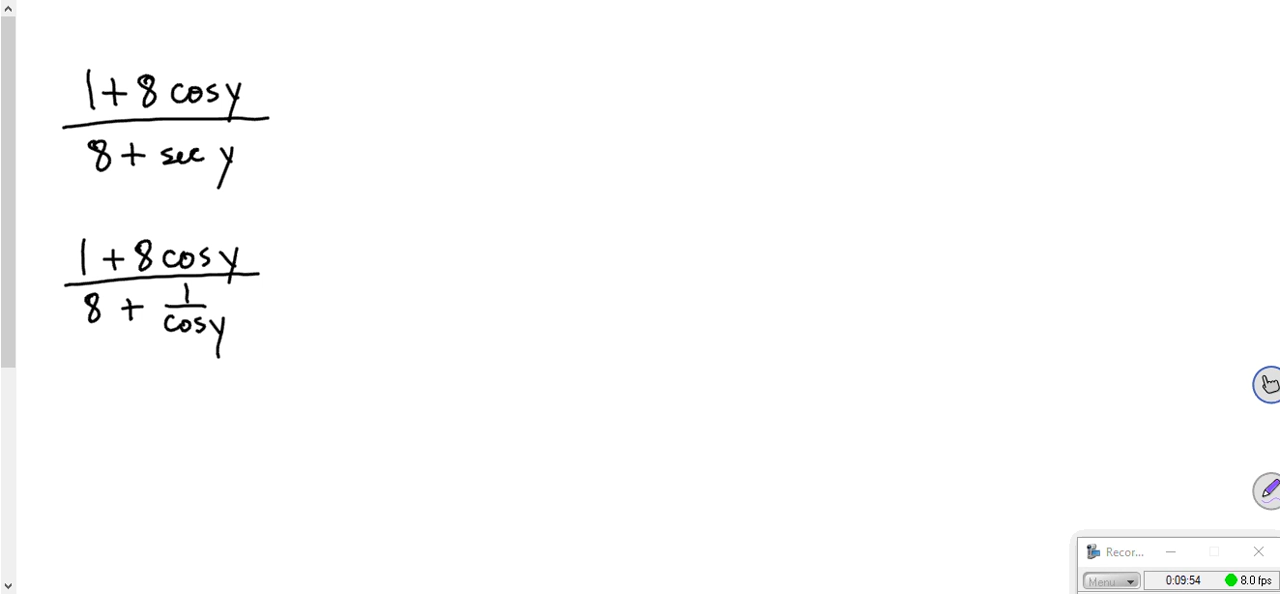 1 + 8 cos y
8 + sec y
1 + 8 cos y
8 + 1
cos y
Recor...
Menu
0:09:54
8.0 fps